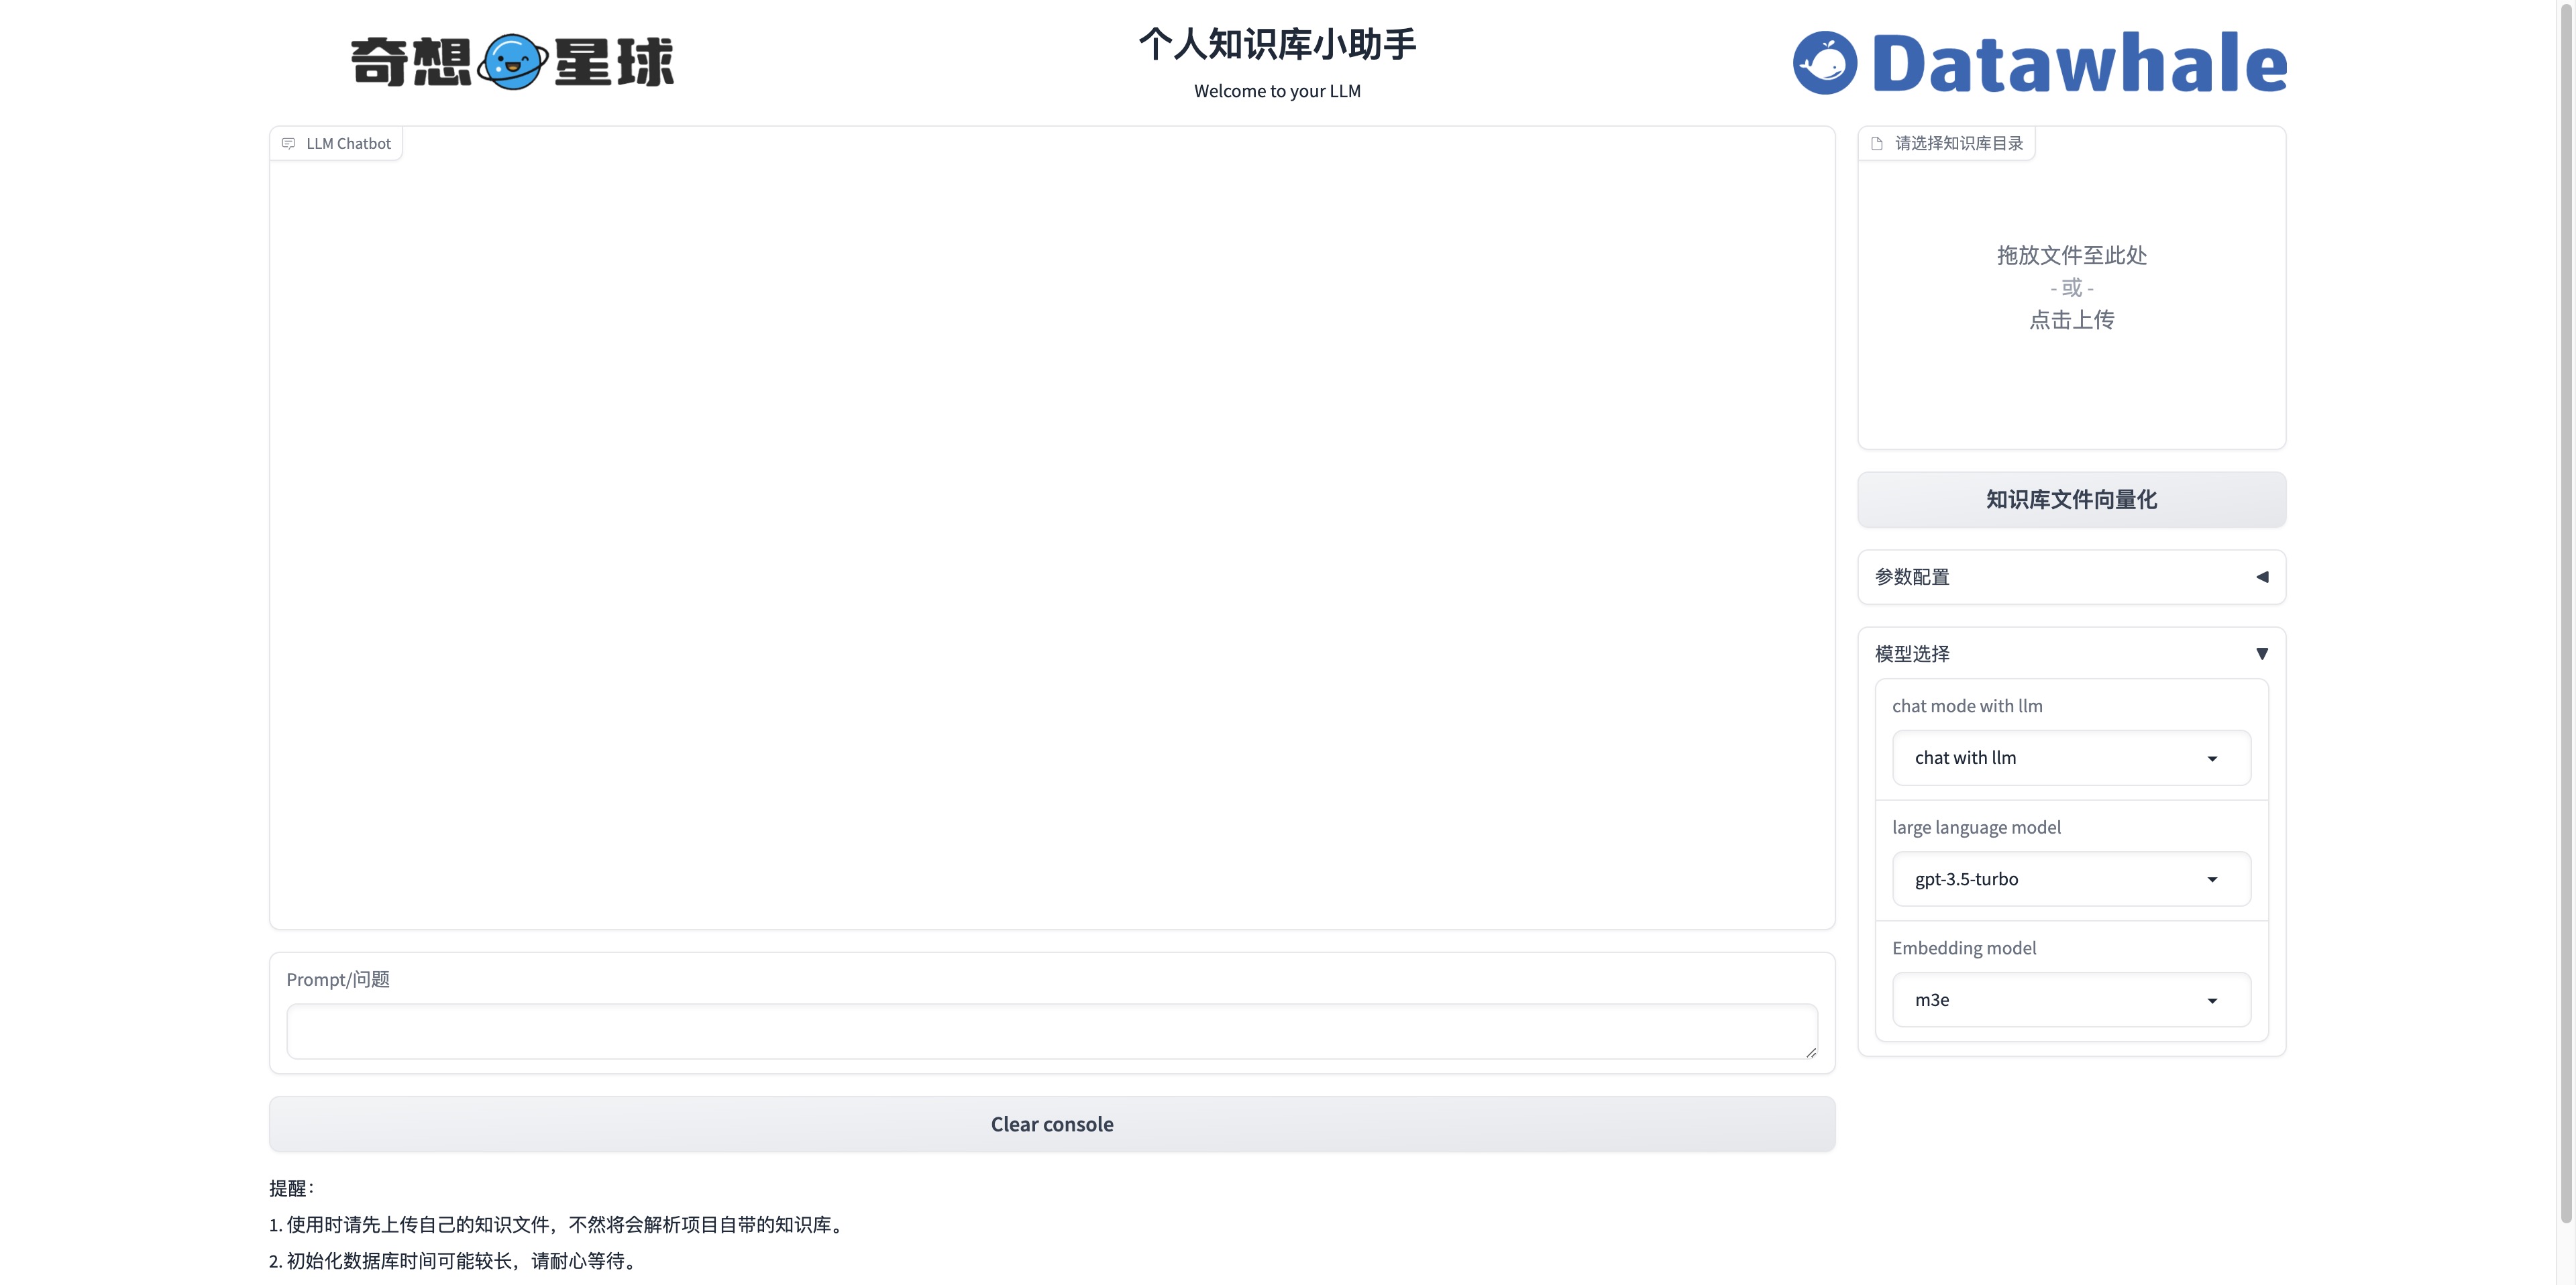 奇想星球
个人知识库小助手
Welcome to your LLM
Datawhale
LLM Chatbot
请选择知识库目录
拖放文件至此处
- 或 -
点击上传
知识库文件向量化
参数配置
模型选择
chat mode with llm
chat with llm
large language model
gpt-3.5-turbo
Embedding model
m3e
Prompt/问题
Clear console
提醒：
1. 使用时请先上传自己的知识文件，不然将会解析项目自带的知识库。
2. 初始化数据库时间可能较长，请耐心等待。